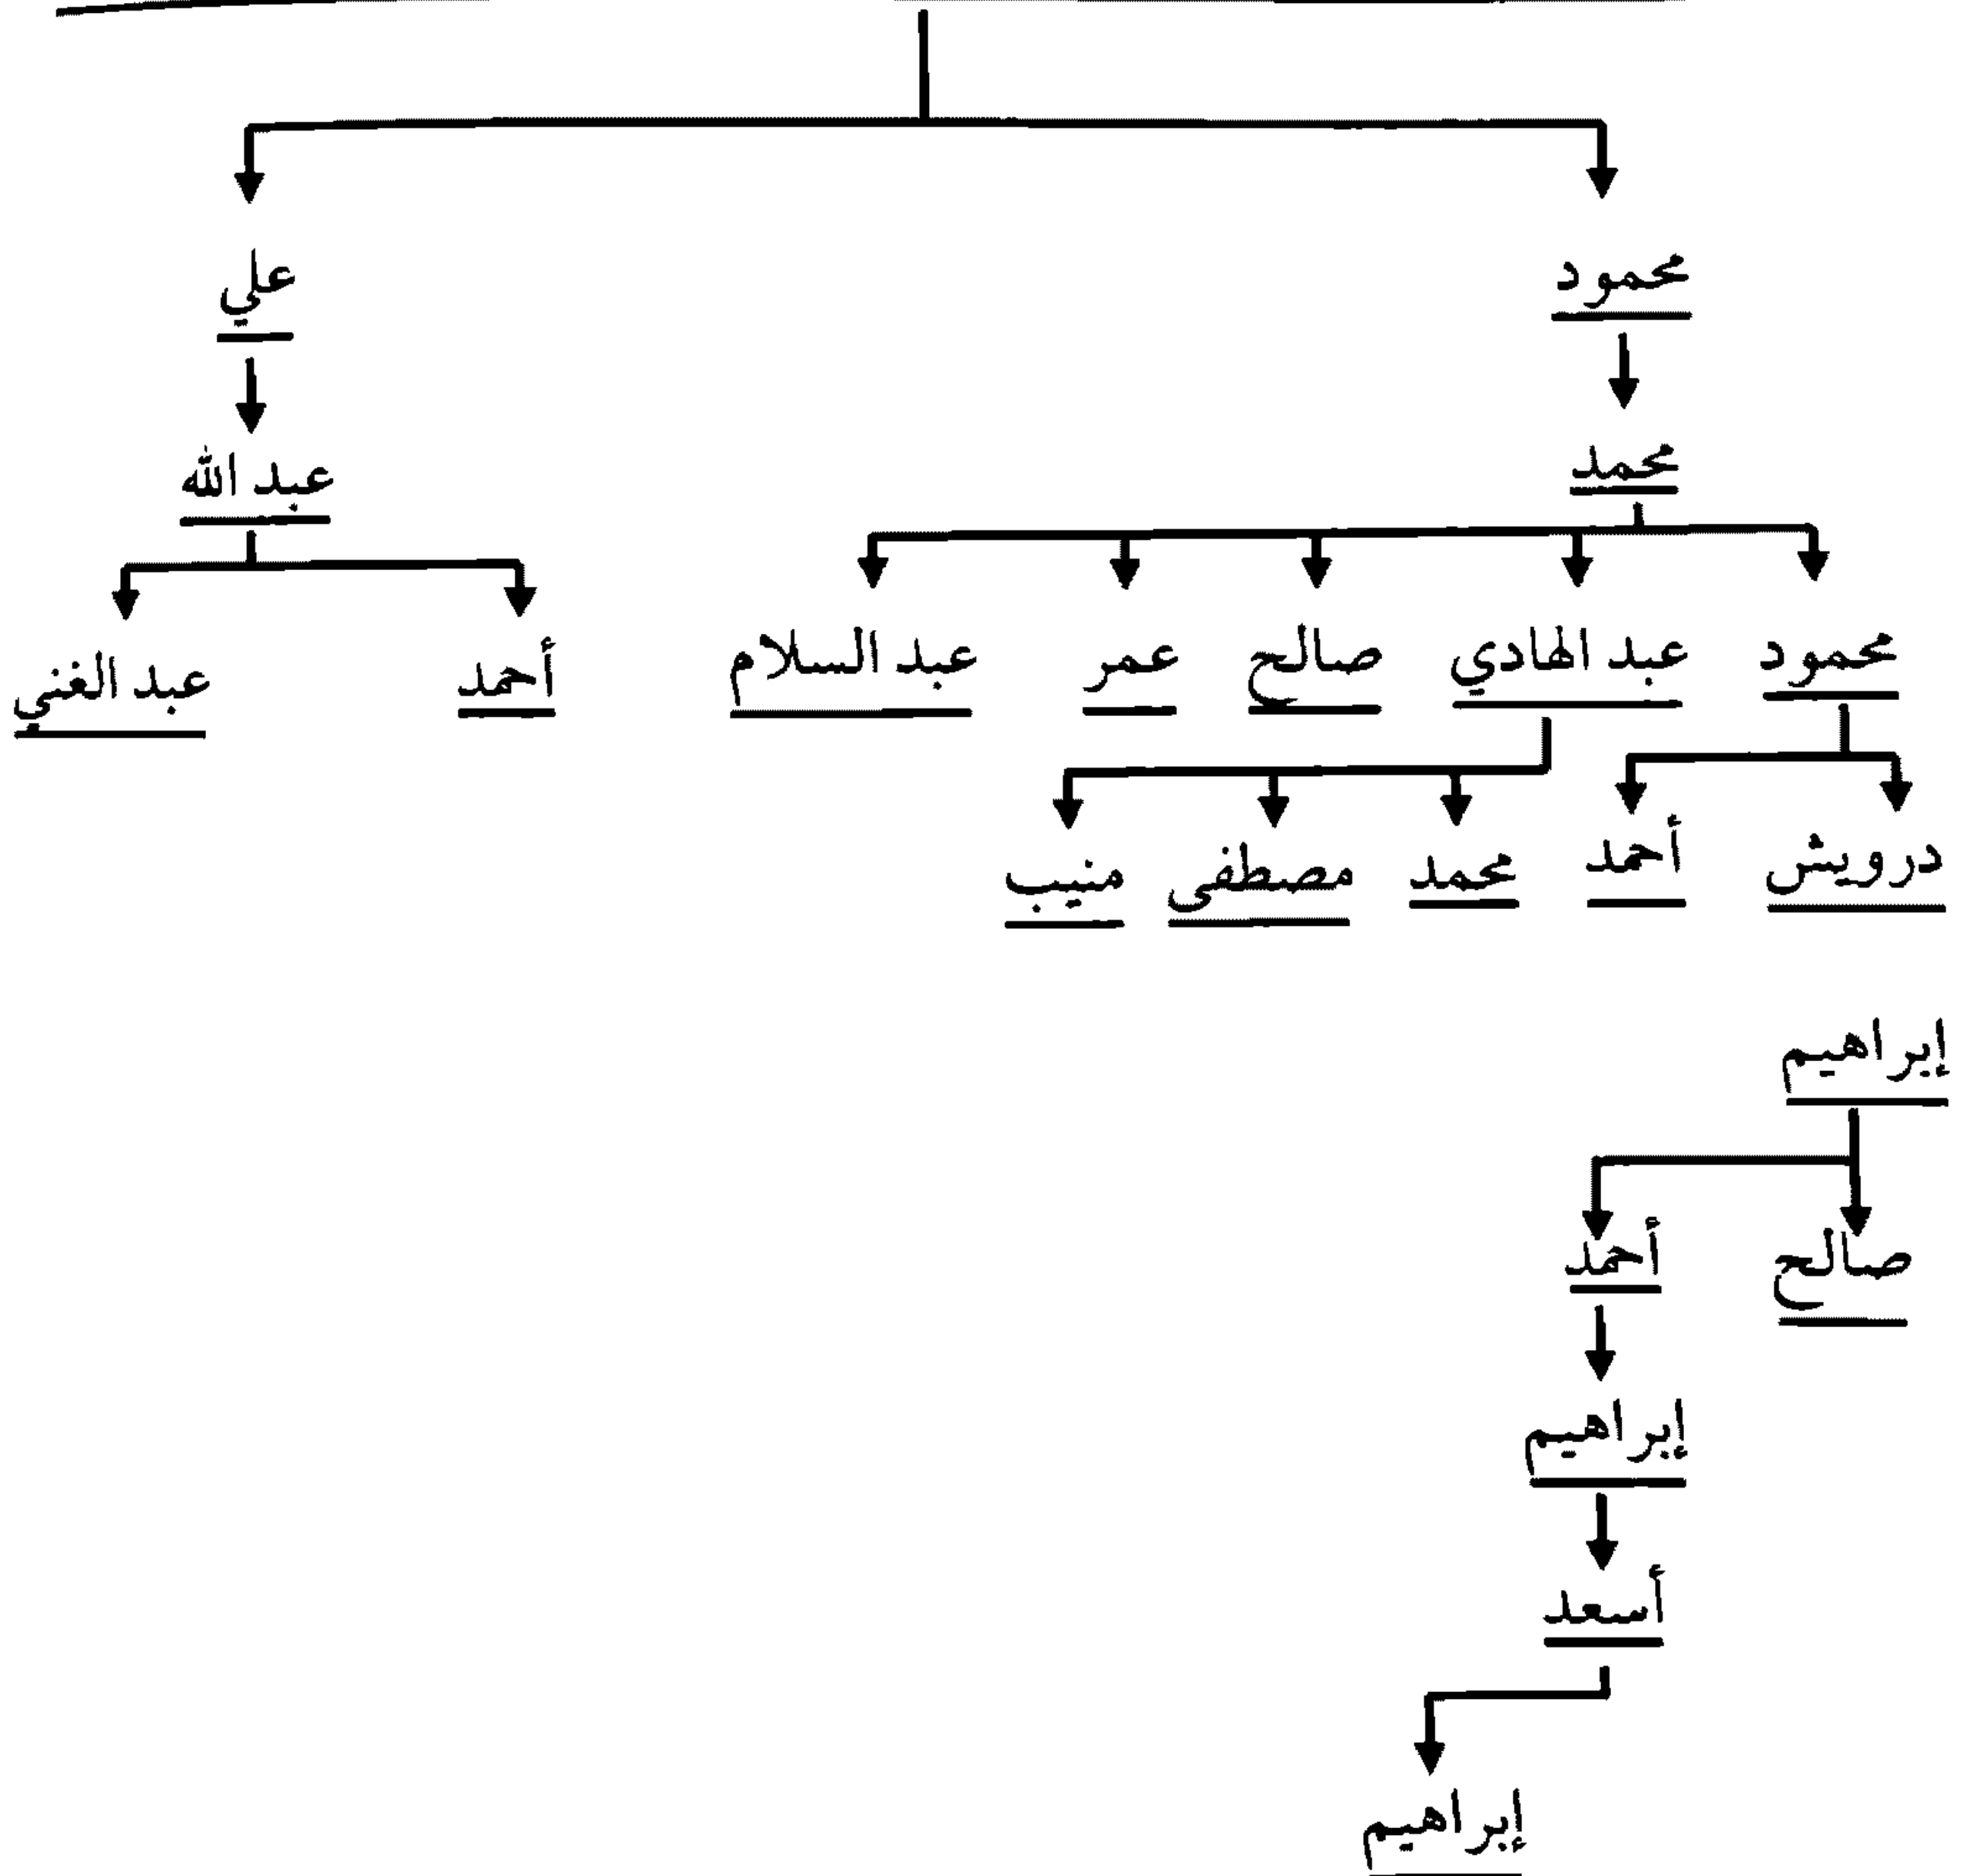 محمود علي
محمد عبد الله
محمود عبد الهادي صالح عمر عبد السلام أحمد عبد الغني
درويش أحمد محمد مصطفى منيب
إبراهيم
صالح أحمد
إبراهيم
أسعد
إبراهيم